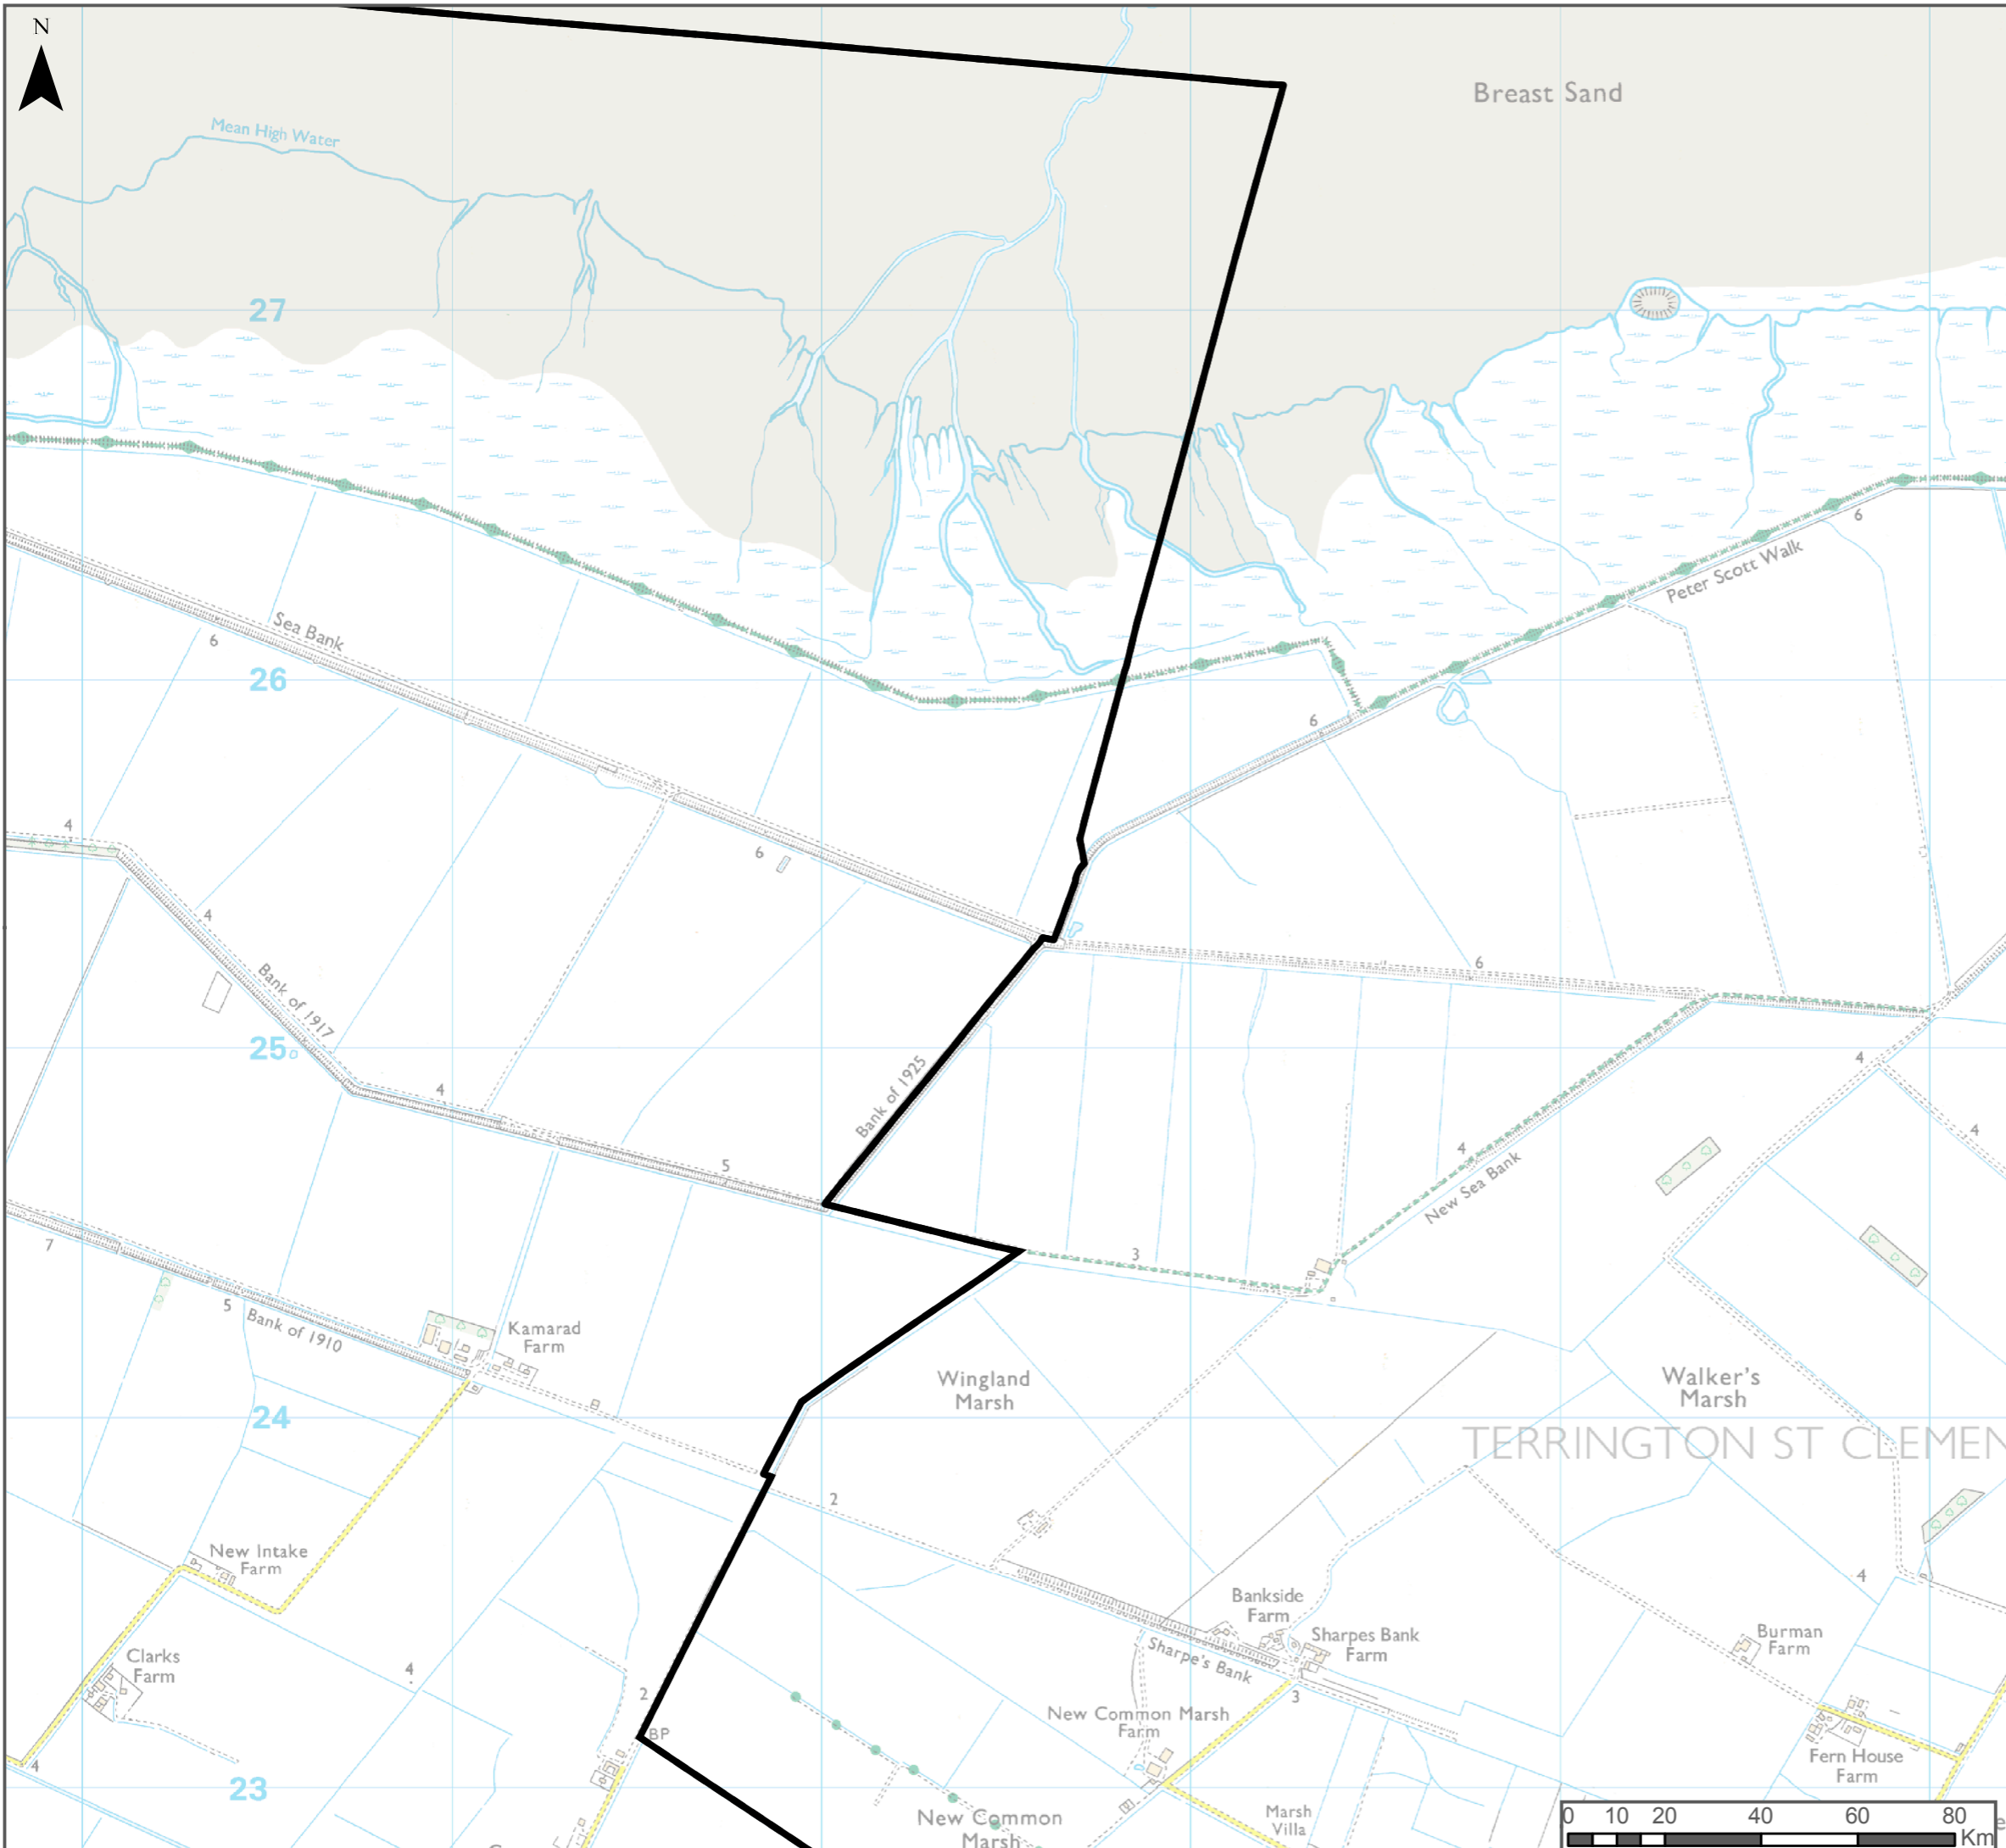 N
Breast Sand
Mean High Water
27
6
Peter Scott Walk
Sea Bank
6
26
6
4
6
4
6
Bank of 1917
25
4
4
Bank of 1925
4
4
5
New Sea Bank
7
3
5
Bank of 1910
Kamarad
Farm
Wingland
Marsh
Walker's
Marsh
24
TERRINGTON ST CLEMEN
2
New Intake
Farm
4
Bankside
Farm
Sharpes Bank
Farm
Burman
Farm
Clarks
Farm
4
Sharpe's Bank
2
3
New Common Marsh
Farm
BP
4
Fern House
Farm
23
New Common
Marsh
Marsh
Villa
0 10 20 40 60 80
Km